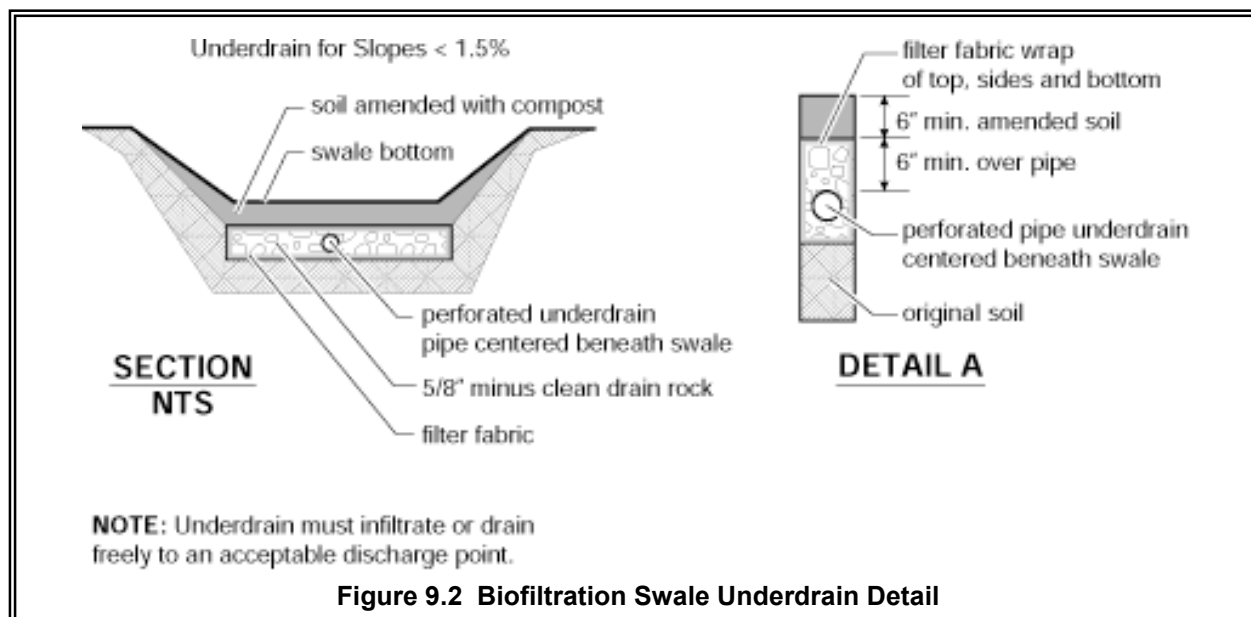 Underdrain for Slopes < 1.5%
soil amended with compost
swale bottom
perforated underdrain
pipe centered beneath swale
5/8" minus clean drain rock
filter fabric
SECTION
NTS
filter fabric wrap
of top, sides and bottom
6" min. amended soil
6" min. over pipe
perforated pipe underdrain
centered beneath swale
original soil
DETAIL A
NOTE: Underdrain must infiltrate or drain
freely to an acceptable discharge point.
Figure 9.2 Biofiltration Swale Underdrain Detail